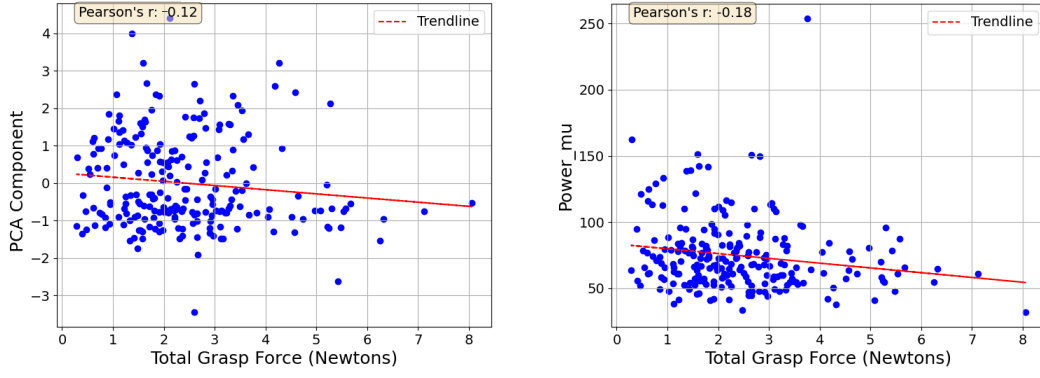 Pearson's r: -0.12
Trendline
4
3
2
1
0
−1
−2
−3
PCA Component
0 1 2 3 4 5 6 7 8
Total Grasp Force (Newtons)
Pearson's r: -0.18
Trendline
250
200
150
100
50
Power_mu
0 1 2 3 4 5 6 7 8
Total Grasp Force (Newtons)